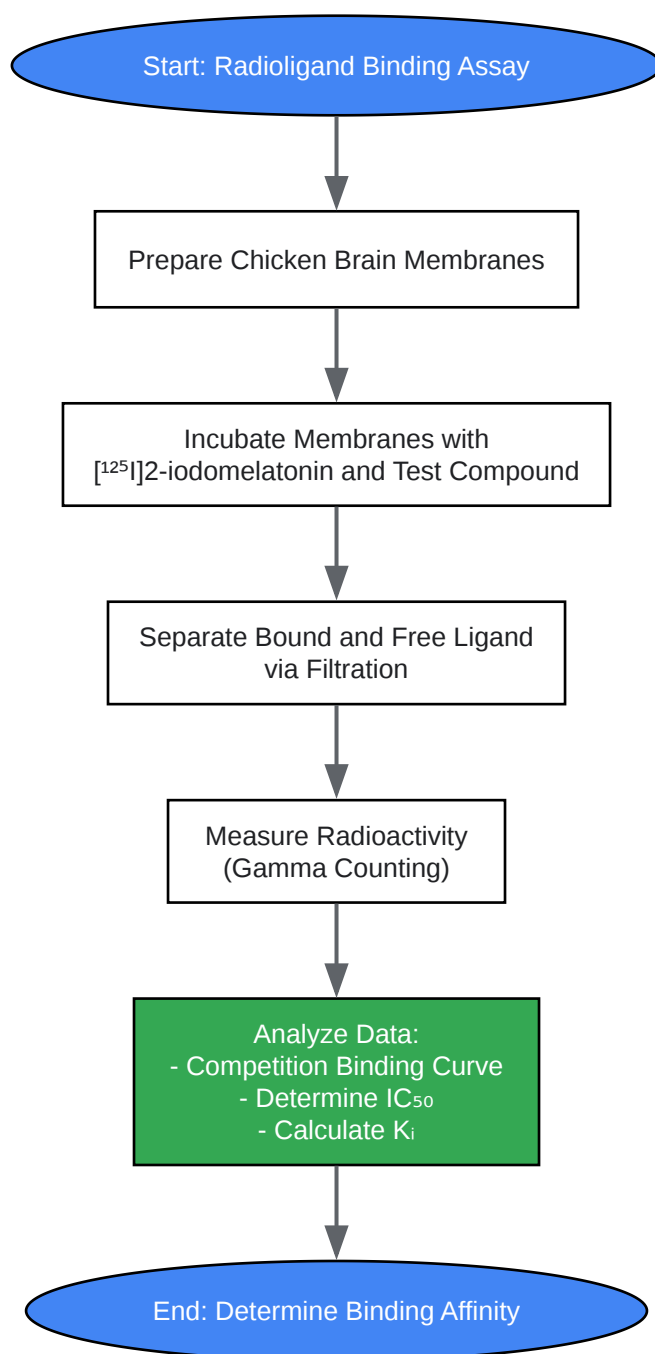 Start: Radioligand Binding Assay
Prepare Chicken Brain Membranes
Incubate Membranes with
[¹²⁵I]2-iodomelatonin and Test Compound
Separate Bound and Free Ligand
via Filtration
Measure Radioactivity
(Gamma Counting)
Analyze Data:
- Competition Binding Curve
- Determine IC₅₀
- Calculate Kᵢ
End: Determine Binding Affinity